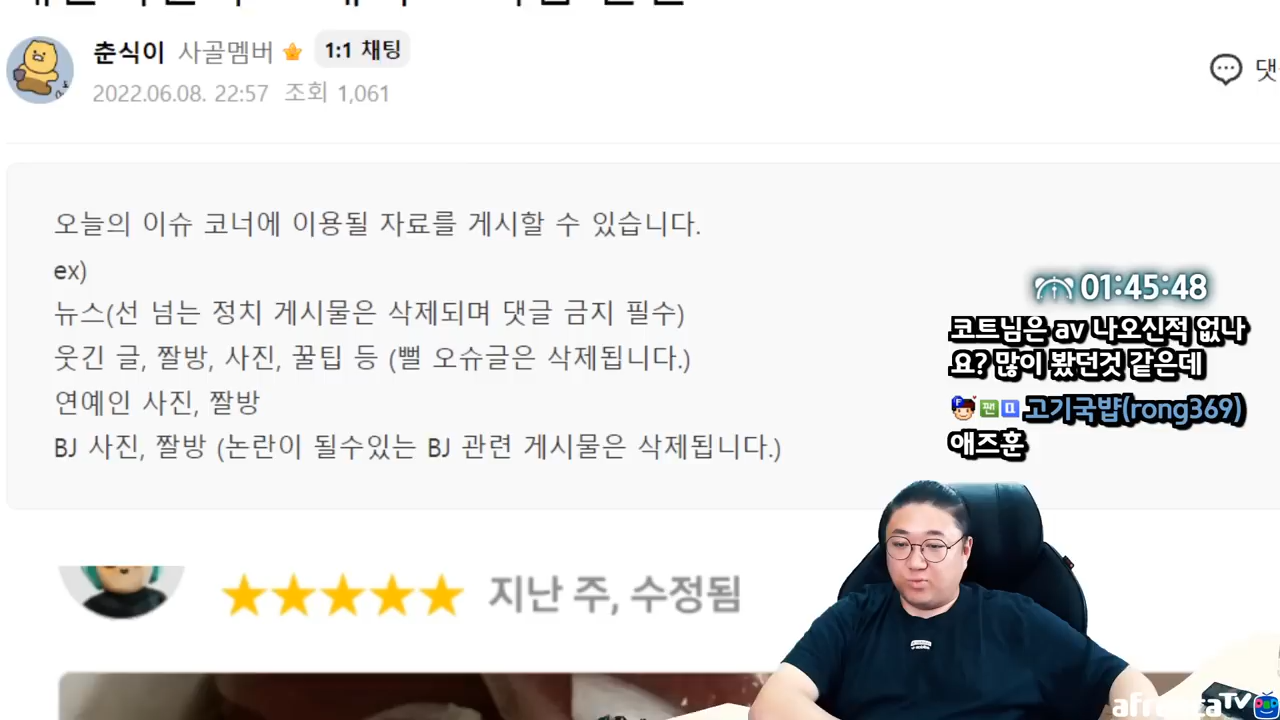 춘식이 사골멤버 1:1 채팅
2022.06.08. 22:57 조회 1,061
오늘의 이슈 코너에 이용될 자료를 게시할 수 있습니다.
ex)
뉴스(선 넘는 정치 게시물은 삭제되며 댓글 금지 필수)
웃긴 글, 짤방, 사진, 꿀팁 등 (뻘 오슈글은 삭제됩니다.)
연예인 사진, 짤방
BJ 사진, 짤방 (논란이 될수있는 BJ 관련 게시물은 삭제됩니다.)
01:45:48
코트님은 av 나오신적 없나
요? 많이 봤던것 같은데
팬 고기국뱝(rong369)
애즈훈
지난 주, 수정됨
afreecaTV